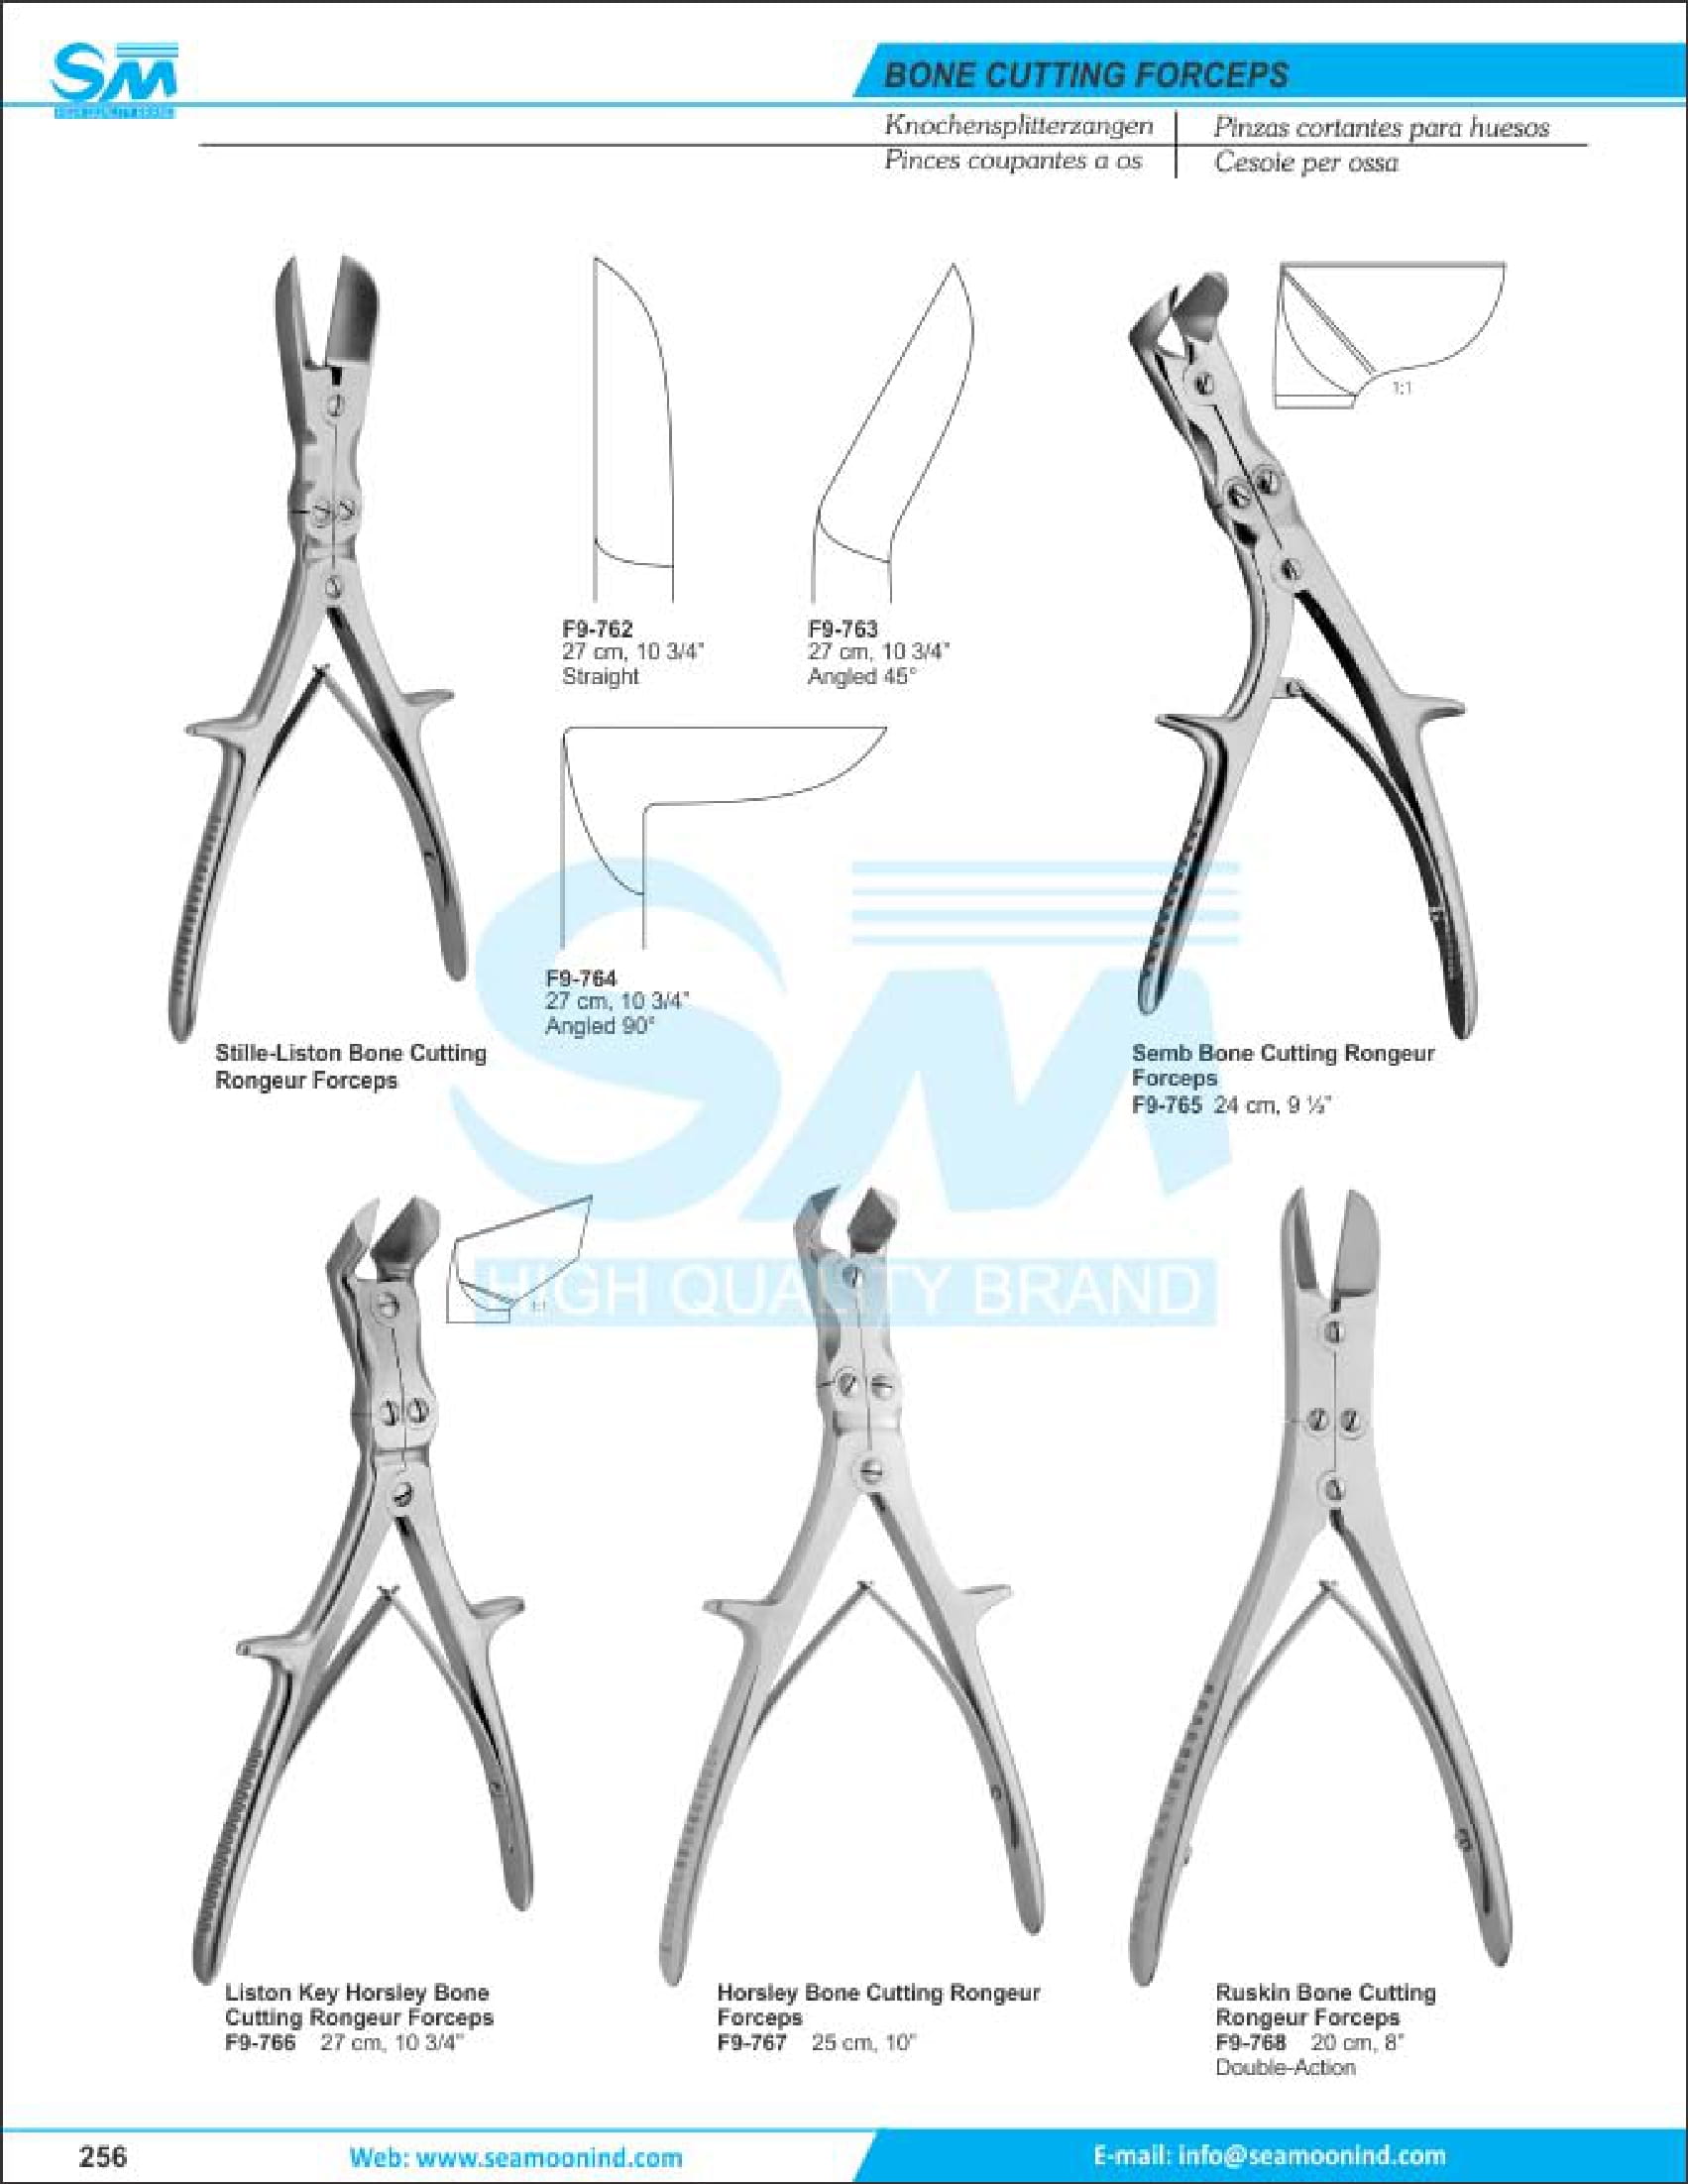 SM
HIGH QUALITY BRAND
BONE CUTTING FORCEPS
Knochensplitterzangen
Pinzas cortantes para huesos
Pinces coupantes a os
Cesoie per ossa
1:1
F9-762
27 cm, 10 3/4"
Straight
F9-763
27 cm, 10 3/4"
Angled 45°
F9-764
27 cm, 10 3/4"
Angled 90°
Stille-Liston Bone Cutting
Rongeur Forceps
Semb Bone Cutting Rongeur
Forceps
F9-765 24 cm, 9 ½"
SM
HIGH QUALITY BRAND
1:1
Liston Key Horsley Bone
Cutting Rongeur Forceps
F9-766 27 cm, 10 3/4"
Horsley Bone Cutting Rongeur
Forceps
F9-767 25 cm, 10"
Ruskin Bone Cutting
Rongeur Forceps
F9-768 20 cm, 8"
Double-Action
256
Web: www.seamoonind.com
E-mail: info@seamoonind.com